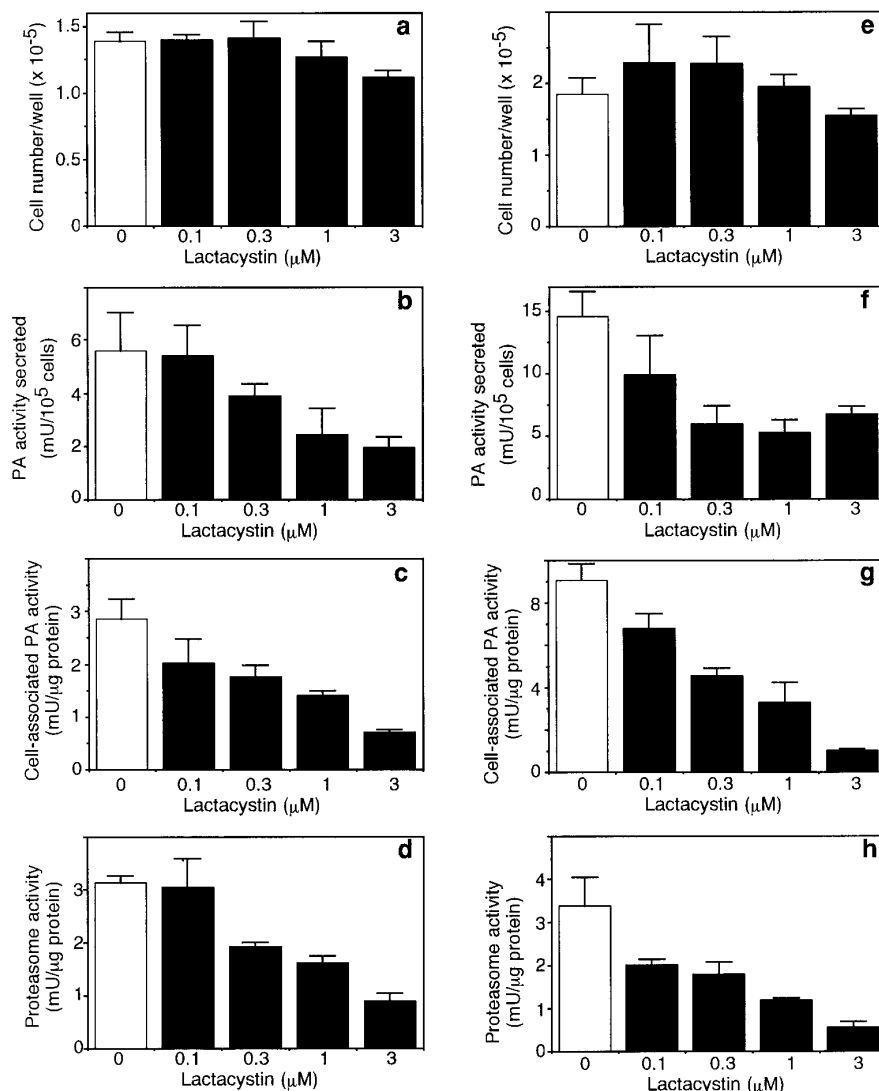 a
Cell number/well (x 10-5)
1.5
1.0
.5
0
0 0.1 0.3 1 3
Lactacystin (μM)
b
PA activity secreted
(mU/10⁵ cells)
6
4
2
0
0 0.1 0.3 1 3
Lactacystin (μM)
c
Cell-associated PA activity
(mU/μg protein)
3
2
1
0
0 0.1 0.3 1 3
Lactacystin (μM)
d
Proteasome activity
(mU/μg protein)
3
2
1
0
0 0.1 0.3 1 3
Lactacystin (μM)
e
Cell number/well (x 10-5)
2
1
0
0 0.1 0.3 1 3
Lactacystin (μM)
f
PA activity secreted
(mU/10⁵ cells)
15
10
5
0
0 0.1 0.3 1 3
Lactacystin (μM)
g
Cell-associated PA activity
(mU/μg protein)
8
4
0
0 0.1 0.3 1 3
Lactacystin (μM)
h
Proteasome activity
(mU/μg protein)
4
3
2
1
0
0 0.1 0.3 1 3
Lactacystin (μM)